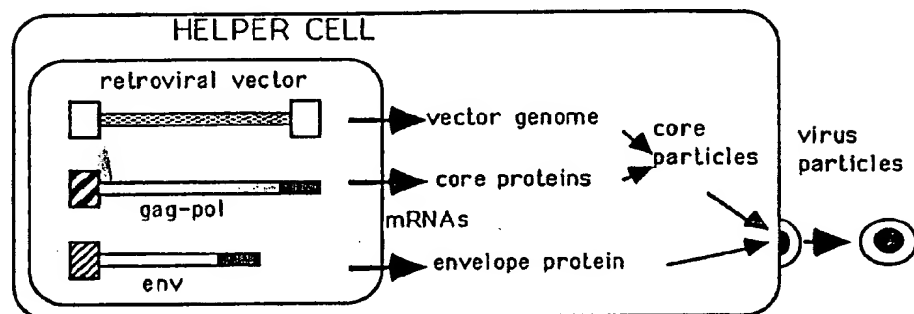 HELPER CELL
retroviral vector
vector genome
core
particles
virus
particles
core proteins
gag-pol
mRNAs
envelope protein
env